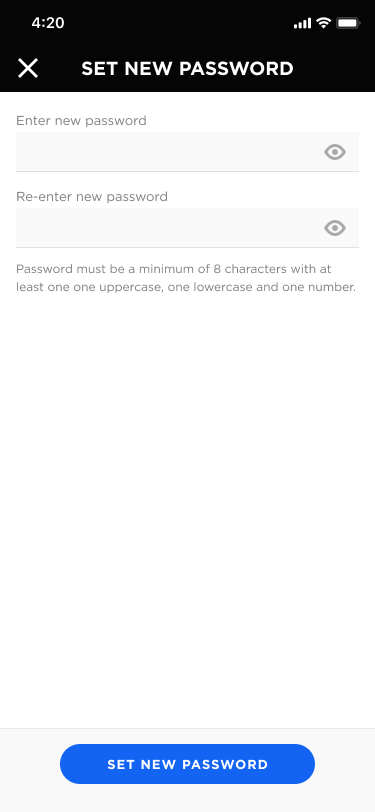 4:20
SET NEW PASSWORD
Enter new password
Re-enter new password
Password must be a minimum of 8 characters with at
least one one uppercase, one lowercase and one number.
SET NEW PASSWORD